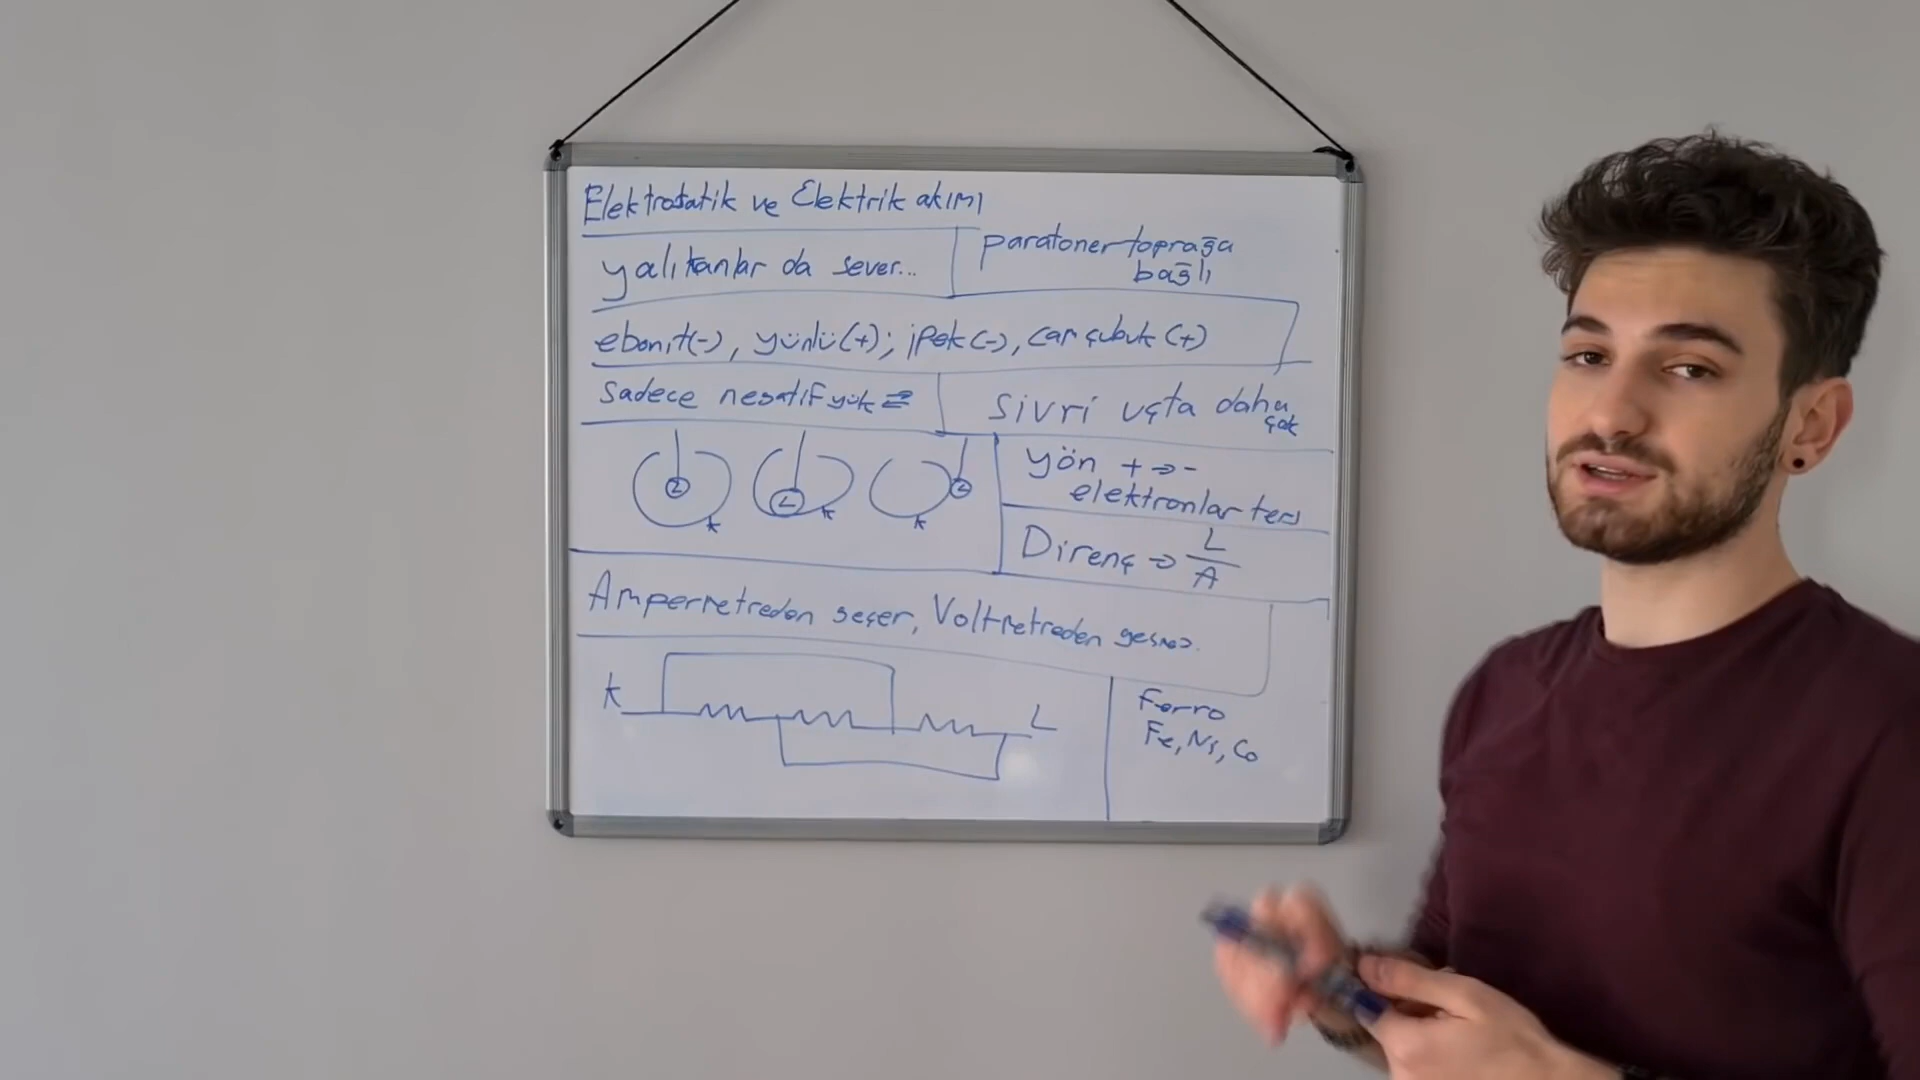 Elektrostatik ve Elektrik akımı
yalıtkanlar da sever...
paratoner toprağa
bağlı
ebonit(-), yünlü(+); ipek(-), cam çubuk (+)
Sadece negatif yük ⇄
Sivri uçta daha
çok
L L L
K K K
Yön + ⇒ -
elektronlar ters
Direnç ⇒ L
A
Ampermetreden geçer, Voltmetreden geçmez.
K L
Ferro
Fe, Ni, Co